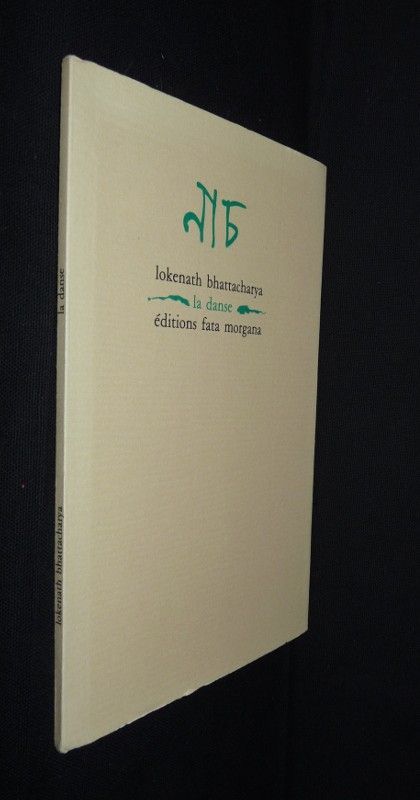 নাচ
lokenath bhattacharya
la danse
éditions fata morgana
la danse
lokenath bhattacharya